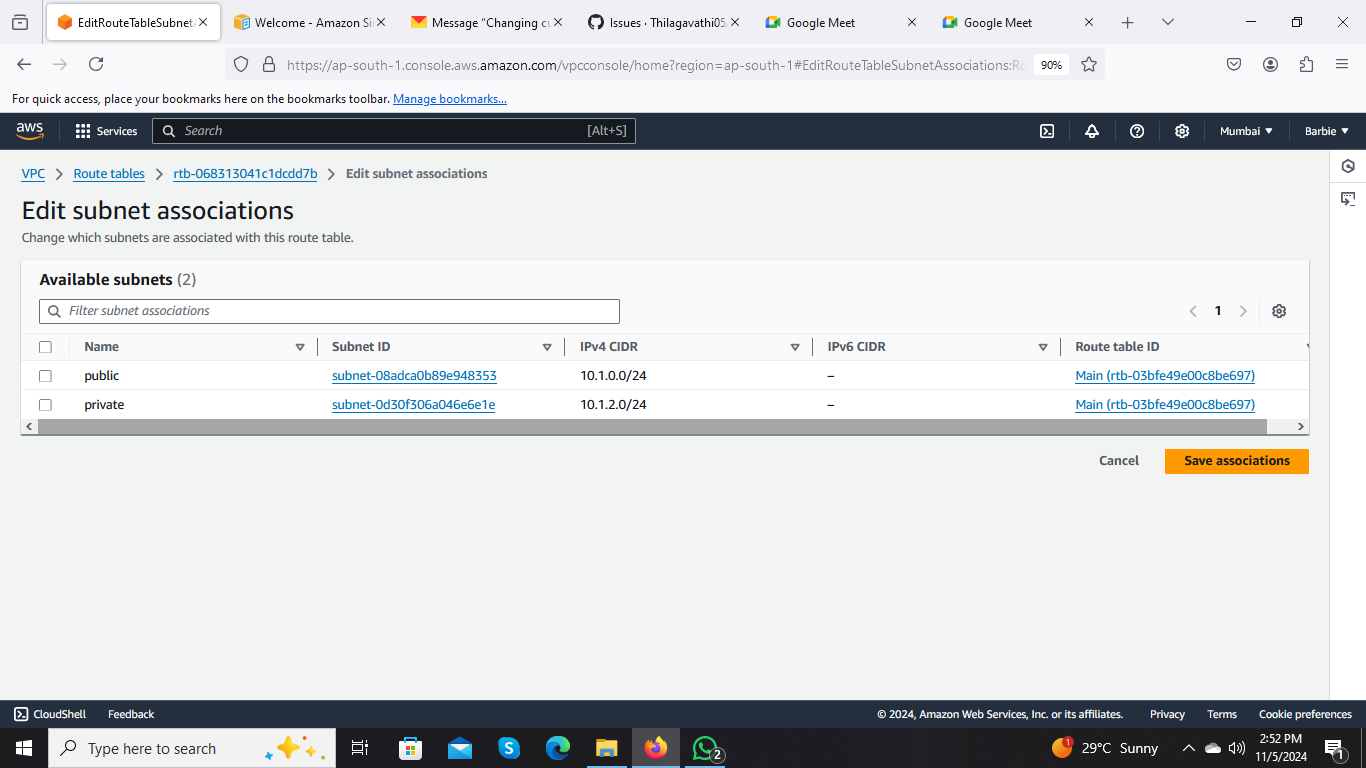 EditRouteTableSubnetA
Welcome - Amazon Sim
Message “Changing cu
Issues · Thilagavathi05
Google Meet
Google Meet
https://ap-south-1.console.aws.amazon.com/vpcconsole/home?region=ap-south-1#EditRouteTableSubnetAssociations:Ro
90%
For quick access, place your bookmarks here on the bookmarks toolbar. Manage bookmarks...
aws
Services
Search
[Alt+S]
Mumbai
Barbie
VPC
Route tables
rtb-068313041c1dcdd7b
Edit subnet associations
Edit subnet associations
Change which subnets are associated with this route table.
Available subnets (2)
Filter subnet associations
1
Name Subnet ID IPv4 CIDR IPv6 CIDR Route table ID
public subnet-08adca0b89e948353 10.1.0.0/24 – Main (rtb-03bfe49e00c8be697)
private subnet-0d30f306a046e6e1e 10.1.2.0/24 – Main (rtb-03bfe49e00c8be697)
Cancel
Save associations
CloudShell Feedback © 2024, Amazon Web Services, Inc. or its affiliates. Privacy Terms Cookie preferences
Type here to search
2
1
29°C Sunny
2:52 PM
11/5/2024
1